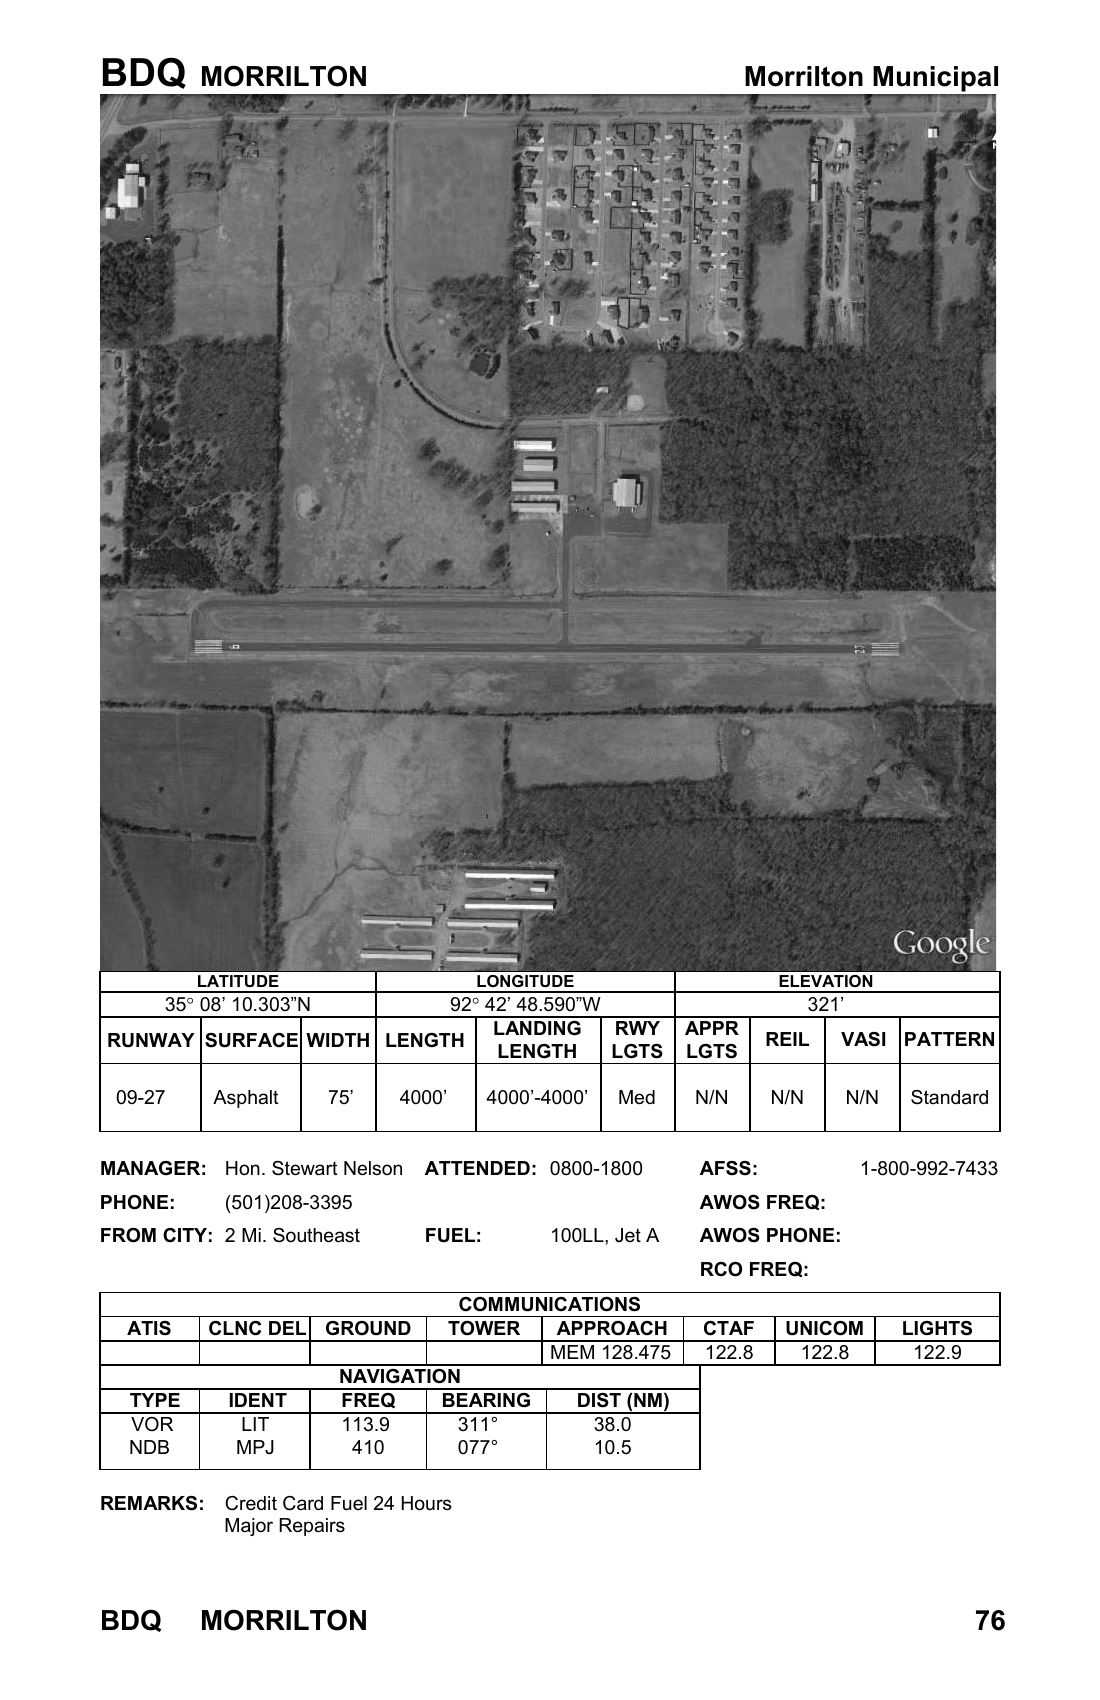 BDQ MORRILTON Morrilton Municipal
9
27
Google
LATITUDE LONGITUDE ELEVATION
35° 08’ 10.303”N 92° 42’ 48.590”W 321’
RUNWAY SURFACE WIDTH LENGTH LANDING LENGTH RWY LGTS APPR LGTS REIL VASI PATTERN
09-27 Asphalt 75’ 4000’ 4000’-4000’ Med N/N N/N N/N Standard
MANAGER: Hon. Stewart Nelson ATTENDED: 0800-1800 AFSS: 1-800-992-7433
PHONE: (501)208-3395 AWOS FREQ:
FROM CITY: 2 Mi. Southeast FUEL: 100LL, Jet A AWOS PHONE:
RCO FREQ:
COMMUNICATIONS
ATIS CLNC DEL GROUND TOWER APPROACH CTAF UNICOM LIGHTS
MEM 128.475 122.8 122.8 122.9
NAVIGATION
TYPE IDENT FREQ BEARING DIST (NM)
VOR LIT 113.9 311° 38.0
NDB MPJ 410 077° 10.5
REMARKS: Credit Card Fuel 24 Hours
Major Repairs
BDQ MORRILTON 76